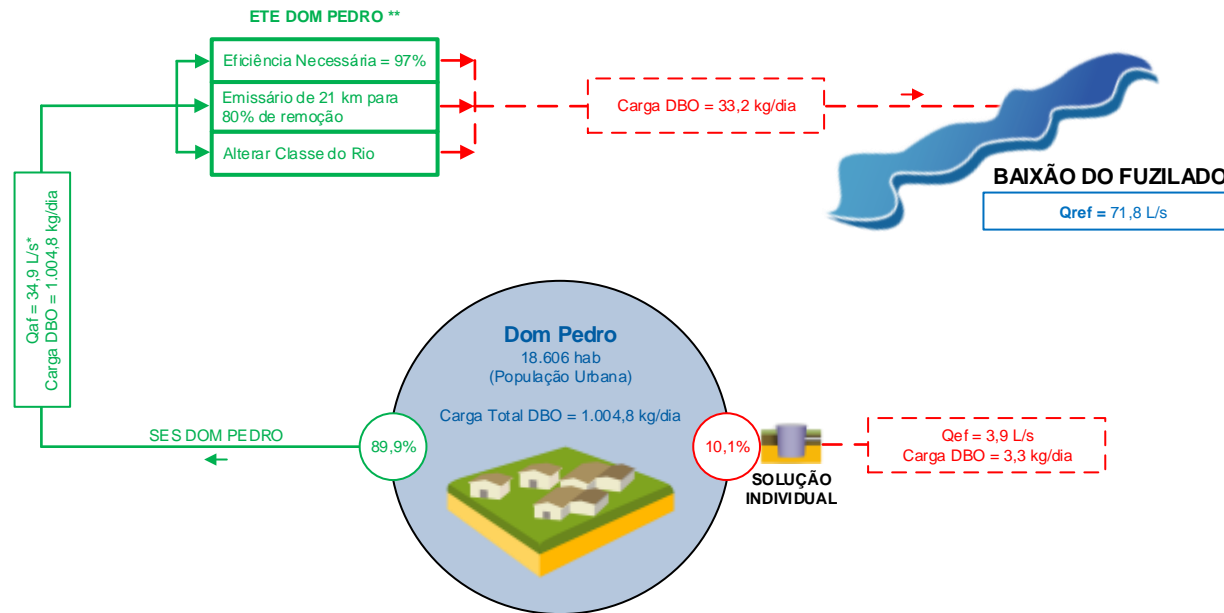 ETE DOM PEDRO **
Eficiência Necessária = 97%
Emissário de 21 km para
80% de remoção
Alterar Classe do Rio
Carga DBO = 33,2 kg/dia
BAIXÃO DO FUZILADO
Qref = 71,8 L/s
Qaf = 34,9 L/s*
Carga DBO = 1.004,8 kg/dia
Dom Pedro
18.606 hab
(População Urbana)
Carga Total DBO = 1.004,8 kg/dia
SES DOM PEDRO
89,9%
10,1%
SOLUÇÃO
INDIVIDUAL
Qef = 3,9 L/s
Carga DBO = 3,3 kg/dia